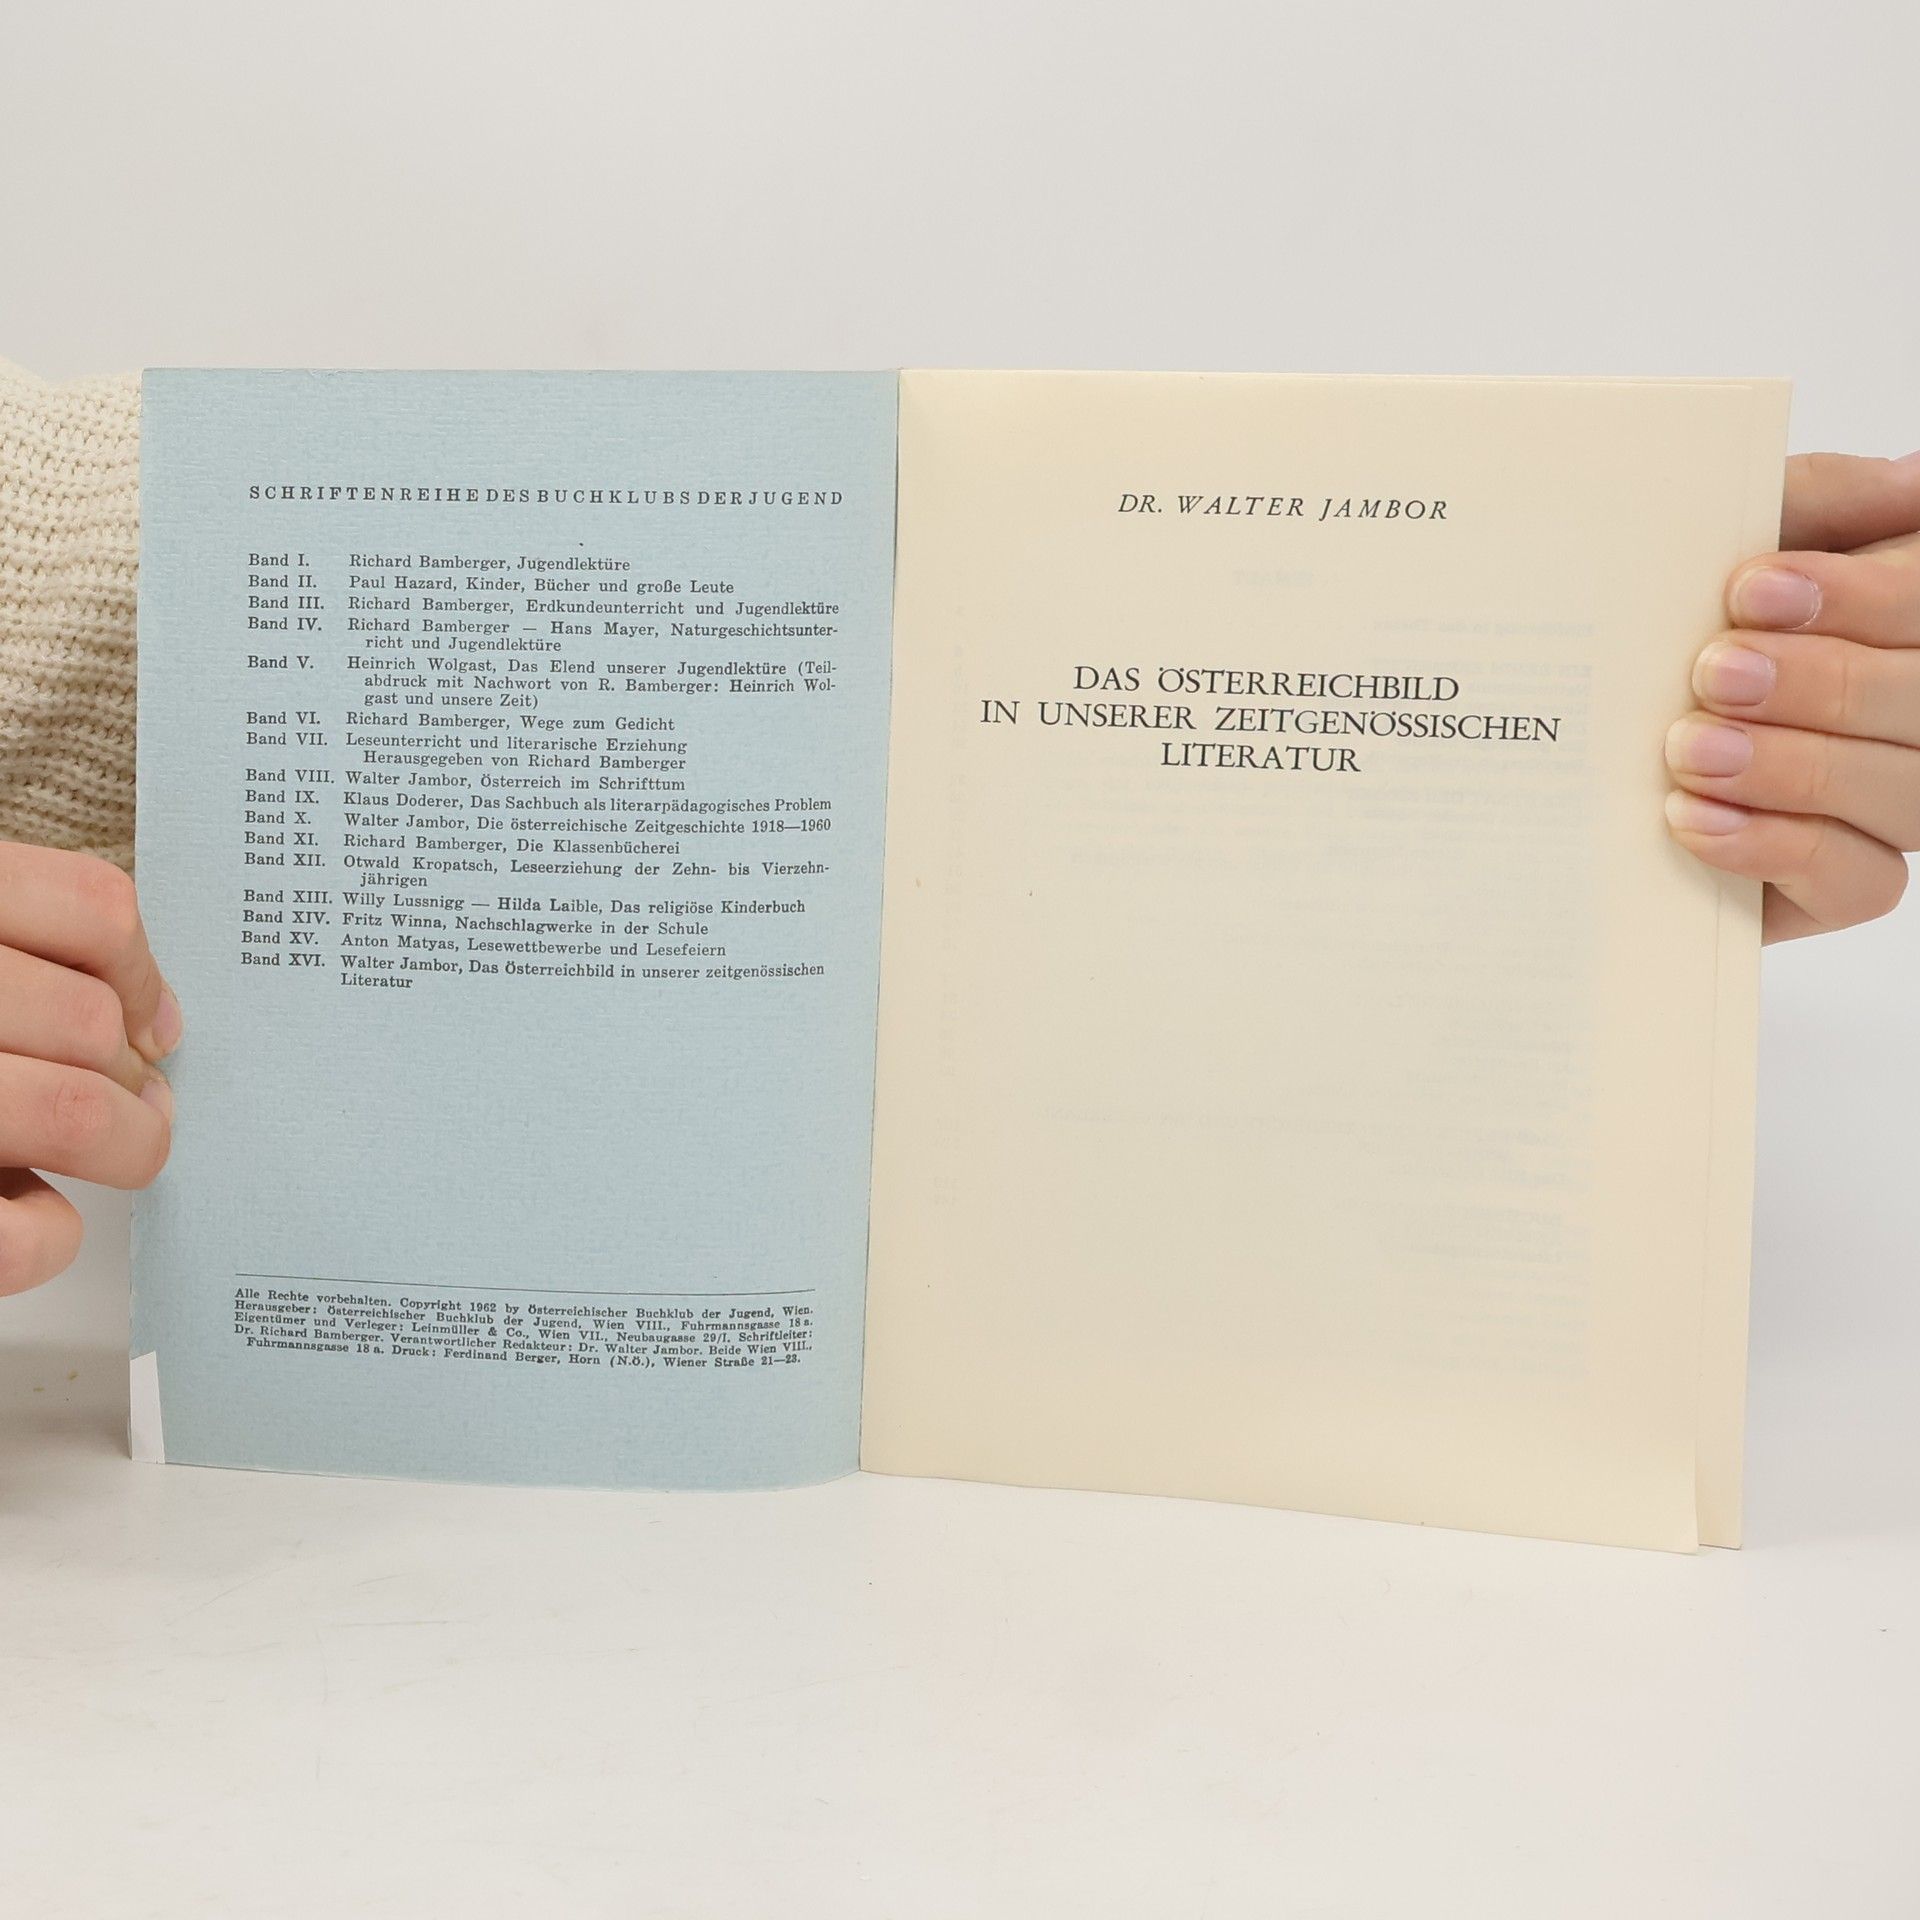 SCHRIFTENREIHE DES BUCHKLUBS DER JUGEND
Band I. Richard Bamberger, Jugendlektüre
Band II. Paul Hazard, Kinder, Bücher und große Leute
Band III. Richard Bamberger, Erdkundeunterricht und Jugendlektüre
Band IV. Richard Bamberger — Hans Mayer, Naturgeschichtsunter-
richt und Jugendlektüre
Band V. Heinrich Wolgast, Das Elend unserer Jugendlektüre (Teil-
abdruck mit Nachwort von R. Bamberger: Heinrich Wol-
gast und unsere Zeit)
Band VI. Richard Bamberger, Wege zum Gedicht
Band VII. Leseunterricht und literarische Erziehung
Herausgegeben von Richard Bamberger
Band VIII. Walter Jambor, Österreich im Schrifttum
Band IX. Klaus Doderer, Das Sachbuch als literarpädagogisches Problem
Band X. Walter Jambor, Die österreichische Zeitgeschichte 1918—1960
Band XI. Richard Bamberger, Die Klassenbücherei
Band XII. Otwald Kropatsch, Leseerziehung der Zehn- bis Vierzehn-
jährigen
Band XIII. Willy Lussnigg — Hilda Laible, Das religiöse Kinderbuch
Band XIV. Fritz Winna, Nachschlagwerke in der Schule
Band XV. Anton Matyas, Lesewettbewerbe und Lesefeiern
Band XVI. Walter Jambor, Das Österreichbild in unserer zeitgenössischen
Literatur
Alle Rechte vorbehalten. Copyright 1962 by Österreichischer Buchklub der Jugend, Wien.
Herausgeber: Österreichischer Buchklub der Jugend, Wien VIII., Fuhrmannsgasse 18 a.
Eigentümer und Verleger: Leinmüller & Co., Wien VII., Neubaugasse 29/I. Schriftleiter:
Dr. Richard Bamberger. Verantwortlicher Redakteur: Dr. Walter Jambor. Beide Wien VIII.,
Fuhrmannsgasse 18 a. Druck: Ferdinand Berger, Horn (N.Ö.), Wiener Straße 21—23.
DR. WALTER JAMBOR
DAS ÖSTERREICHBILD
IN UNSERER ZEITGENÖSSISCHEN
LITERATUR